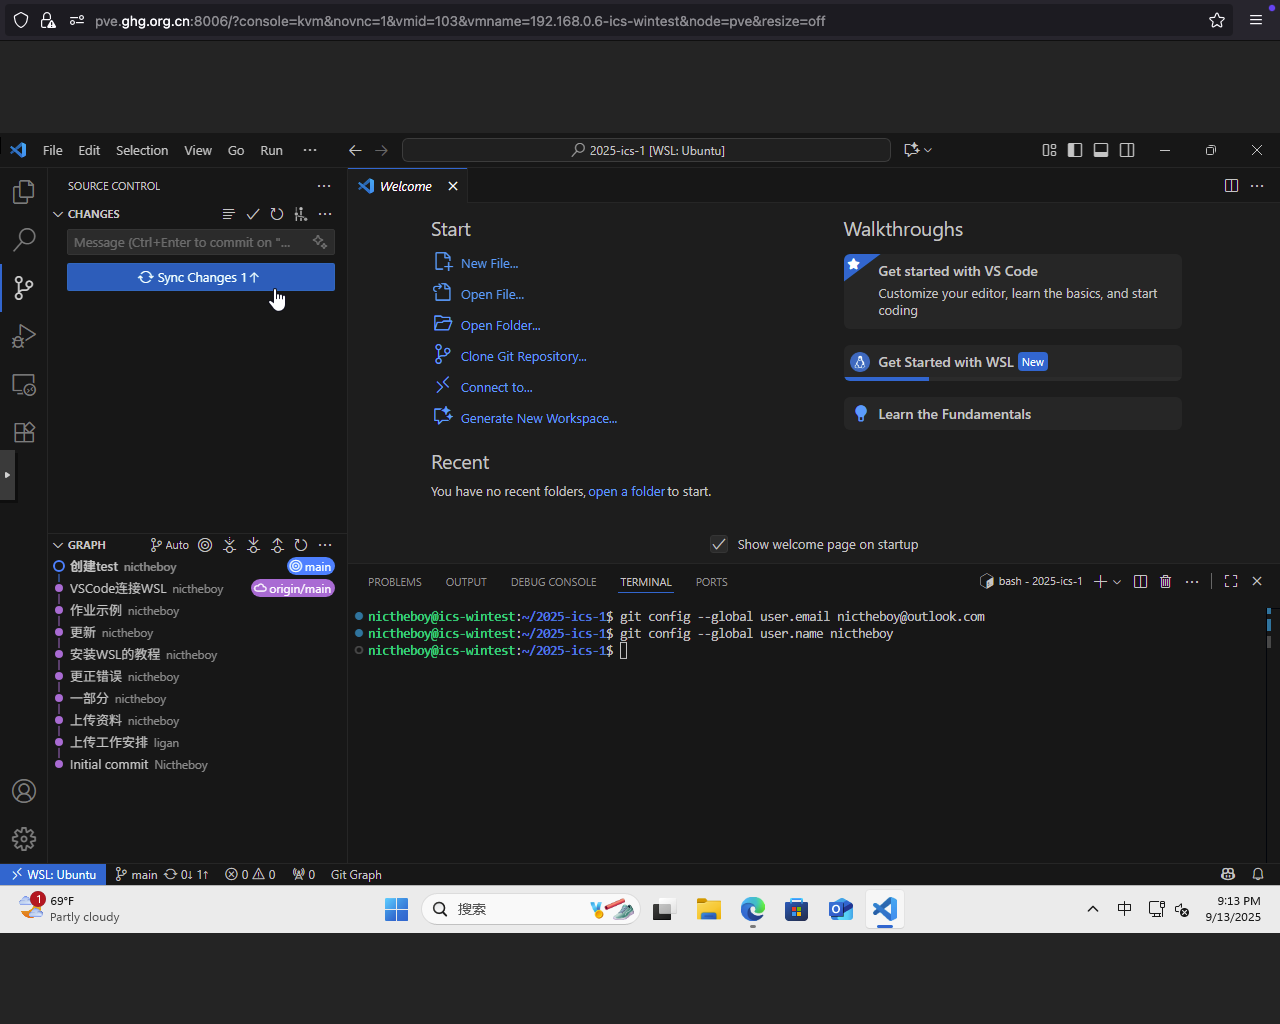 pve.ghg.org.cn:8006/?console=kvm&novnc=1&vmid=103&vmname=192.168.0.6-ics-wintest&node=pve&resize=off
File Edit Selection View Go Run ···
2025-ics-1 [WSL: Ubuntu]
SOURCE CONTROL
Welcome
CHANGES
Message (Ctrl+Enter to commit on "...
Sync Changes 1↑
Start
New File...
Open File...
Open Folder...
Clone Git Repository...
Connect to...
Generate New Workspace...
Recent
You have no recent folders, open a folder to start.
Walkthroughs
Get started with VS Code
Customize your editor, learn the basics, and start
coding
Get Started with WSL New
Learn the Fundamentals
Show welcome page on startup
GRAPH
Auto
创建test nictheboy main
VSCode连接WSL nictheboy origin/main
作业示例 nictheboy
更新 nictheboy
安装WSL的教程 nictheboy
更正错误 nictheboy
一部分 nictheboy
上传资料 nictheboy
上传工作安排 ligan
Initial commit Nictheboy
PROBLEMS OUTPUT DEBUG CONSOLE TERMINAL PORTS
bash - 2025-ics-1
nictheboy@ics-wintest:~/2025-ics-1$ git config --global user.email nictheboy@outlook.com
nictheboy@ics-wintest:~/2025-ics-1$ git config --global user.name nictheboy
nictheboy@ics-wintest:~/2025-ics-1$
WSL: Ubuntu main 0↓ 1↑ 0 0 0 Git Graph
1
69°F
Partly cloudy
搜索
中
9:13 PM
9/13/2025